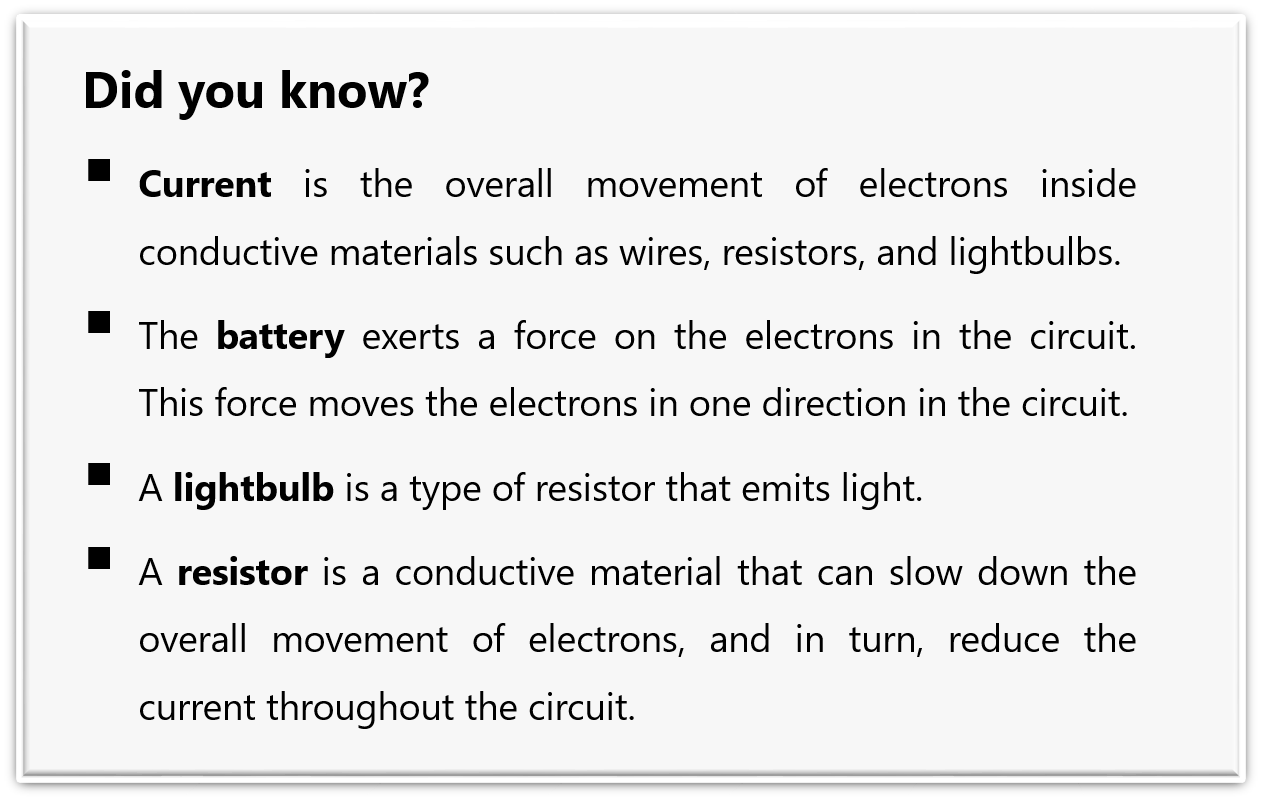 Did you know?
■ Current is the overall movement of electrons inside
conductive materials such as wires, resistors, and lightbulbs.
■ The battery exerts a force on the electrons in the circuit.
This force moves the electrons in one direction in the circuit.
■ A lightbulb is a type of resistor that emits light.
■ A resistor is a conductive material that can slow down the
overall movement of electrons, and in turn, reduce the
current throughout the circuit.